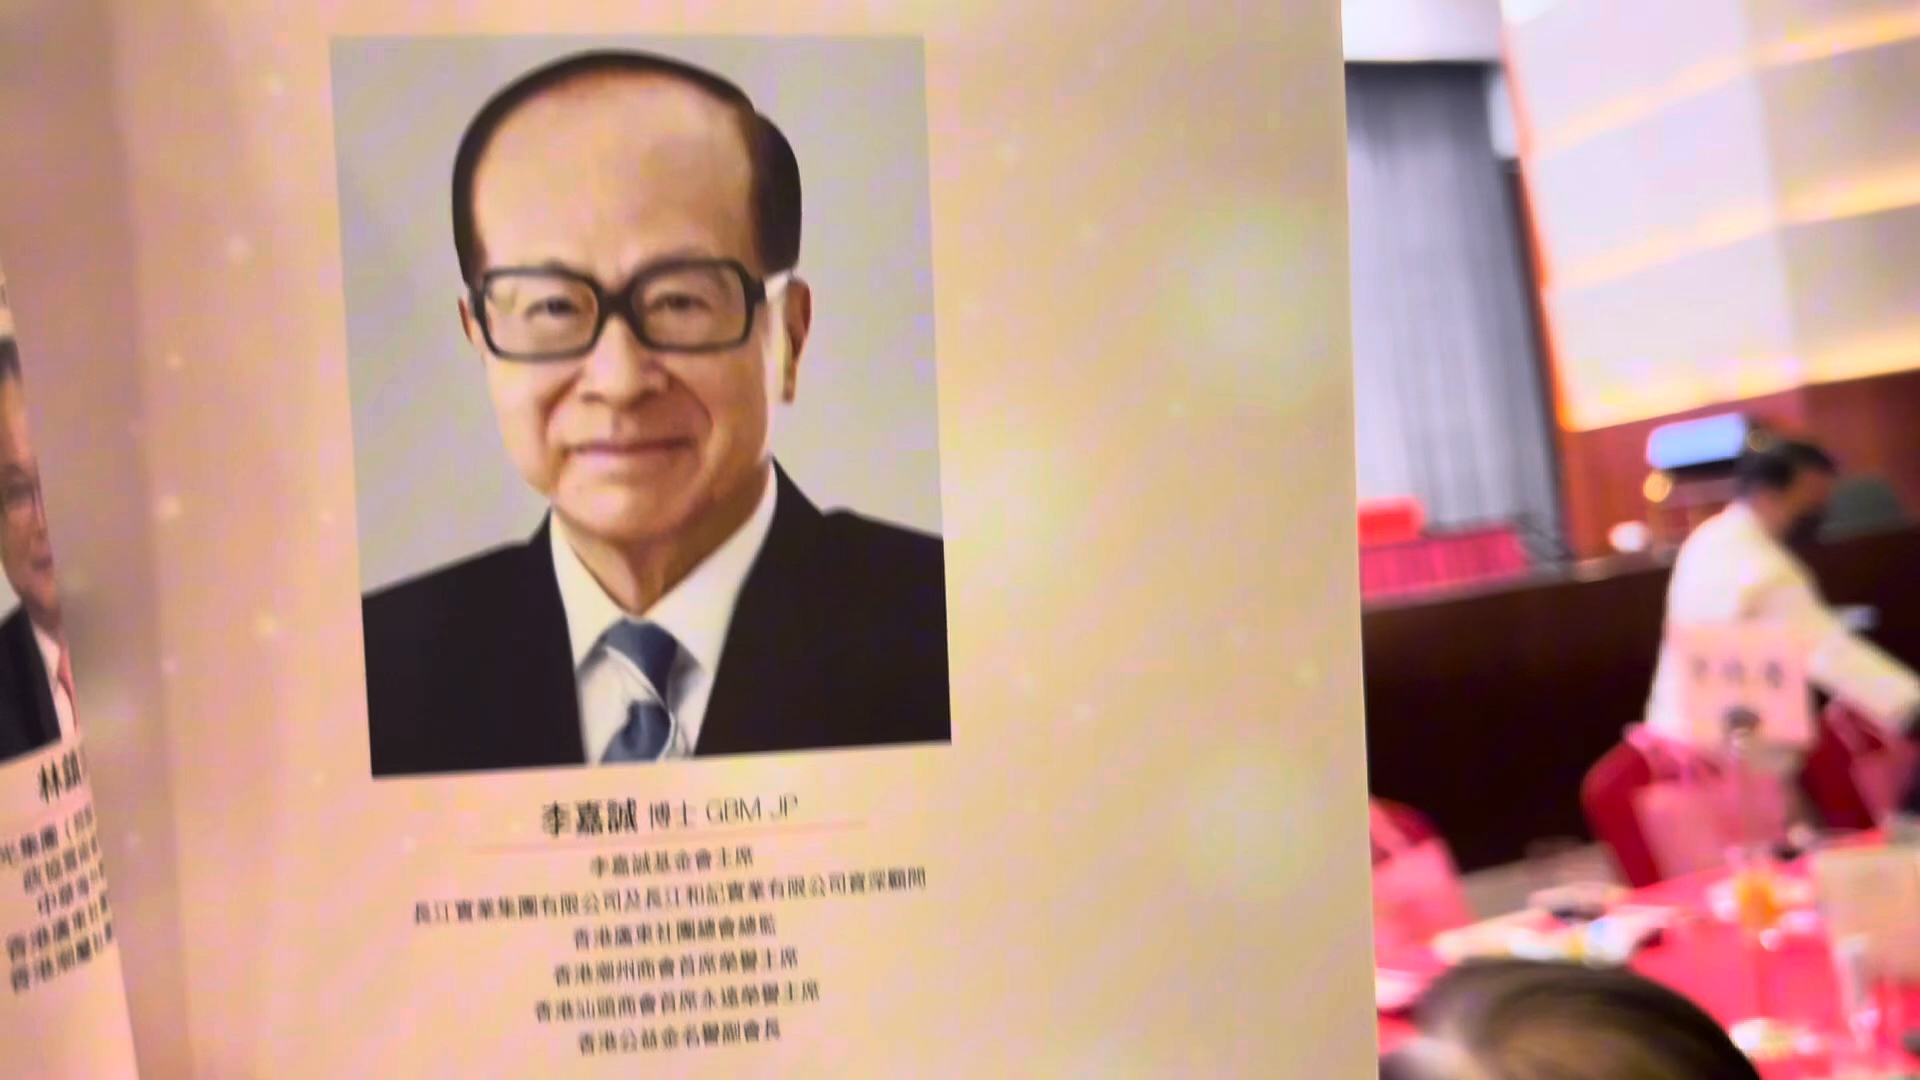 李嘉誠 博士 GBM JP
李嘉誠基金會主席
長江實業集團有限公司及長江和記實業有限公司資深顧問
香港廣東社團總會總監
香港潮州商會首席榮譽主席
香港汕頭商會首席永遠榮譽主席
香港公益金名譽副會長
林鎮